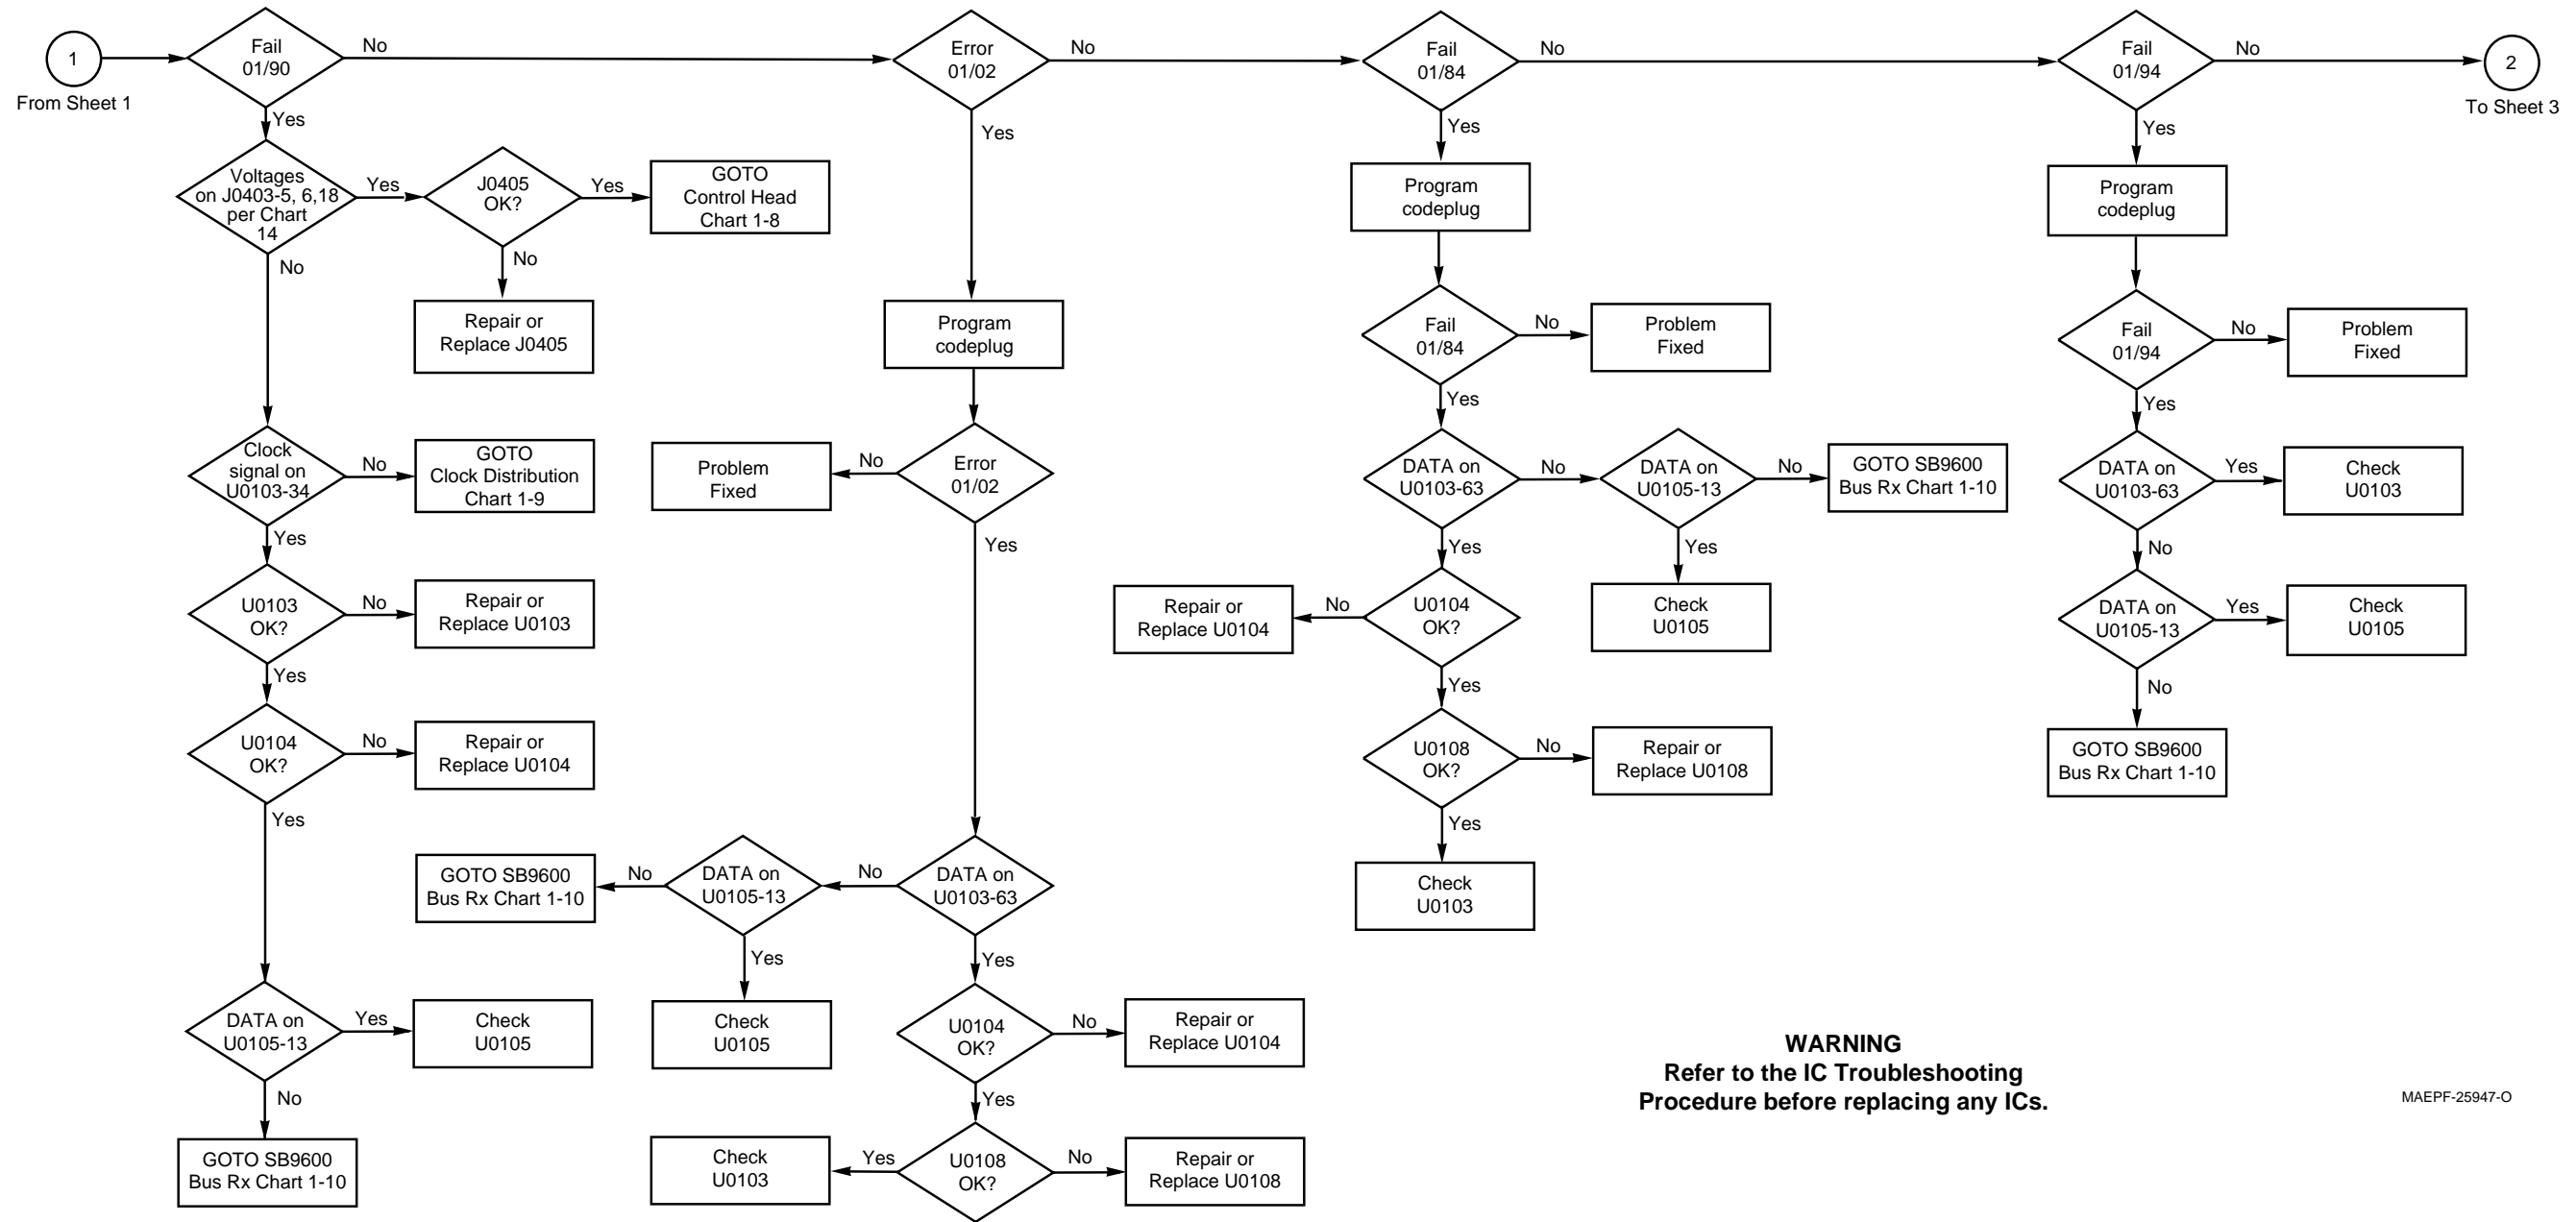 1
From Sheet 1
Fail
01/90
No
Yes
Voltages
on J0403-5, 6,18
per Chart
14
Yes
J0405
OK?
Yes
GOTO
Control Head
Chart 1-8
No
Repair or
Replace J0405
No
Clock
signal on
U0103-34
No
GOTO
Clock Distribution
Chart 1-9
Yes
U0103
OK?
No
Repair or
Replace U0103
Yes
U0104
OK?
No
Repair or
Replace U0104
Yes
DATA on
U0105-13
Yes
Check
U0105
No
GOTO SB9600
Bus Rx Chart 1-10
Error
01/02
No
Yes
Program
codeplug
Error
01/02
No
Problem
Fixed
Yes
DATA on
U0103-63
No
DATA on
U0105-13
No
GOTO SB9600
Bus Rx Chart 1-10
Yes
Check
U0105
Yes
U0104
OK?
No
Repair or
Replace U0104
Yes
U0108
OK?
Yes
Check
U0103
No
Repair or
Replace U0108
Fail
01/84
No
Yes
Program
codeplug
Fail
01/84
No
Problem
Fixed
Yes
DATA on
U0103-63
No
DATA on
U0105-13
No
GOTO SB9600
Bus Rx Chart 1-10
Yes
Check
U0105
Yes
U0104
OK?
No
Repair or
Replace U0104
Yes
U0108
OK?
No
Repair or
Replace U0108
Yes
Check
U0103
Fail
01/94
No
2
To Sheet 3
Yes
Program
codeplug
Fail
01/94
No
Problem
Fixed
Yes
DATA on
U0103-63
Yes
Check
U0103
No
DATA on
U0105-13
Yes
Check
U0105
No
GOTO SB9600
Bus Rx Chart 1-10
WARNING
Refer to the IC Troubleshooting
Procedure before replacing any ICs.
MAEPF-25947-O